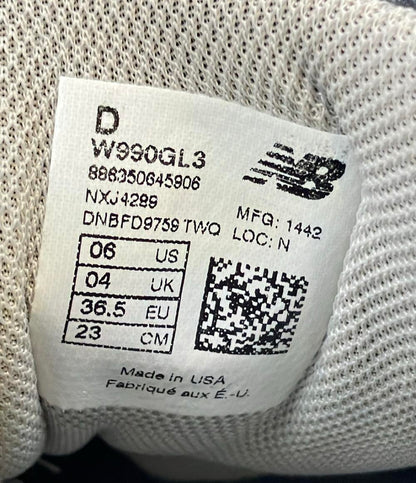 D
W990GL3
886350645906
NXJ4289
DNBFD9759 TWO
MFG: 1442
LOC: N
06 US
04 UK
36.5 EU
23 CM
Made in USA
Fabriqué aux É.-U.